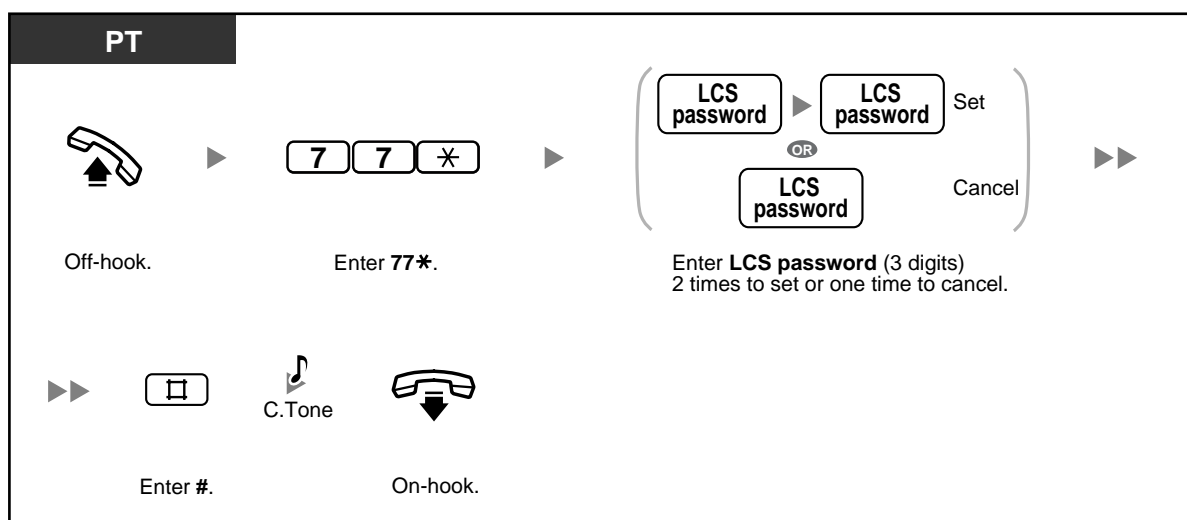 PT
LCS password
LCS password
Set
OR
LCS password
Cancel
7 7 ✳
Off-hook.
Enter 77✳.
Enter LCS password (3 digits)
2 times to set or one time to cancel.
#
C.Tone
Enter #.
On-hook.